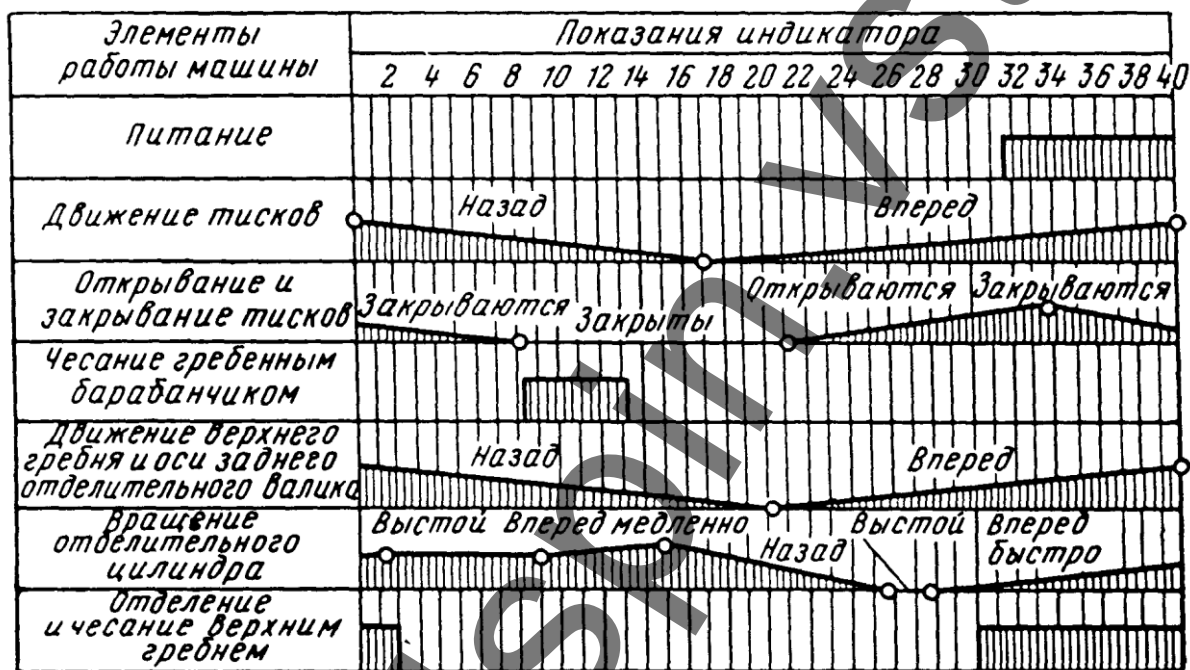 Элементы
работы машины
Показания индикатора
2 4 6 8 10 12 14 16 18 20 22 24 26 28 30 32 34 36 38 40
Питание
Движение тисков
Назад
Вперед
Открывание и
закрывание тисков
Закрываются
Закрыты
Открываются
Закрываются
Чесание гребенным
барабанчиком
Движение верхнего
гребня и оси заднего
отделительного валика
Назад
Вперед
Вращение
отделительного
цилиндра
Выстой
Вперед медленно
Назад
Выстой
Вперед
быстро
Отделение
и чесание верхним
гребнем